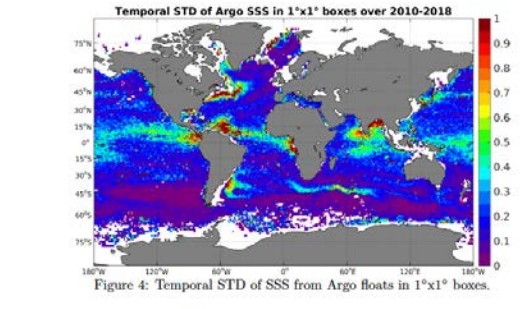 Temporal STD of Argo SSS in 1°x1° boxes over 2010-2018
75°N
60°N
45°N
30°N
15°N
0°
15°S
30°S
45°S
60°S
75°S
180°W 120°W 60°W 0° 60°E 120°E 180°W
1
0.9
0.8
0.7
0.6
0.5
0.4
0.3
0.2
0.1
0
Figure 4: Temporal STD of SSS from Argo floats in 1°x1° boxes.